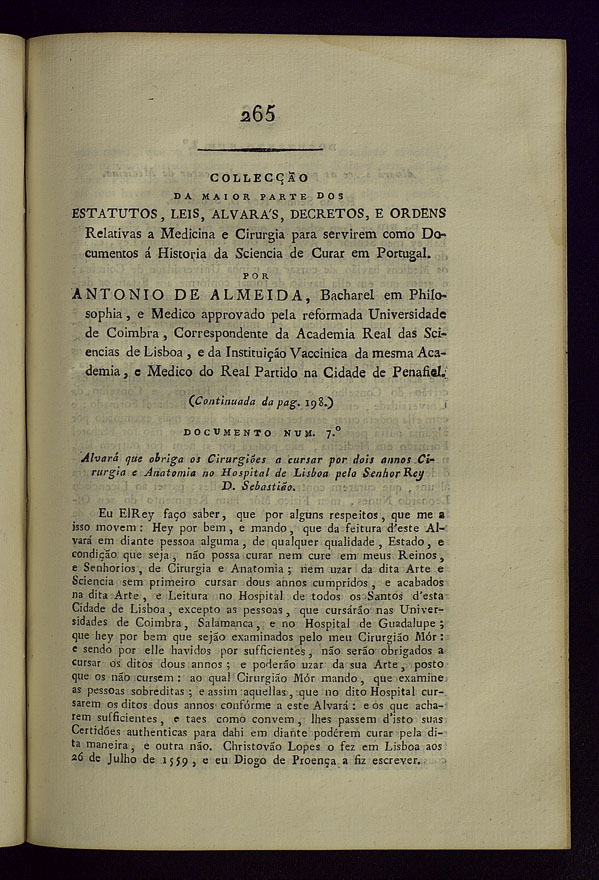 265
COLLECÇÃO
DA MAIOR PARTE DOS
ESTATUTOS, LEIS, ALVARA'S, DECRETOS, E ORDENS
Relativas a Medicina e Cirurgia para servirem como Do-
cumentos á Historia da Sciencia de Curar em Portugal.
POR
ANTONIO DE ALMEIDA, Bacharel em Philo-
sophia, e Medico approvado pela reformada Universidade
de Coimbra, Correspondente da Academia Real das Sci-
encias de Lisboa, e da Instituição Vaccinica da mesma Aca-
demia, e Medico do Real Partido na Cidade de Penafiel.
(Continuada da pag. 198.)
DOCUMENTO NUM. 7.º
Alvará que obriga os Cirurgiões a cursar por dois annos Ci-
rurgia e Anatomia no Hospital de Lisboa pelo Senhor Rey
D. Sebastião.
Eu ElRey faço saber, que por alguns respeitos, que me a
isso movem: Hey por bem, e mando, que da feitura d'este Al-
vará em diante pessoa alguma, de qualquer qualidade, Estado, e
condição que seja, não possa curar nem cure em meus Reinos,
e Senhorios, de Cirurgia e Anatomia; nem uzar da dita Arte e
Sciencia sem primeiro cursar dous annos cumpridos, e acabados
na dita Arte, e Leitura no Hospital de todos os Santos d'esta
Cidade de Lisboa, excepto as pessoas, que cursárão nas Univer-
sidades de Coimbra, Salamanca, e no Hospital de Guadalupe;
que hey por bem que sejão examinados pelo meu Cirurgião Mór:
e sendo por elle havidos por sufficientes, não serão obrigados a
cursar os ditos dous annos; e poderão uzar da sua Arte, posto
que os não cursem: ao qual Cirurgião Mór mando, que examine
as pessoas sobreditas; e assim aquellas, que no dito Hospital cur-
sarem os ditos dous annos confórme a este Alvará: e os que acha-
rem sufficientes, e taes como convem, lhes passem d'isto suas
Certidões authenticas para dahi em diante podérem curar pela di-
ta maneira, e outra não. Christovão Lopes o fez em Lisboa aos
26 de Julho de 1559, e eu Diogo de Proença a fiz escrever.